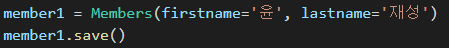 member1 = Members(firstname='윤', lastname='재성')
member1.save()